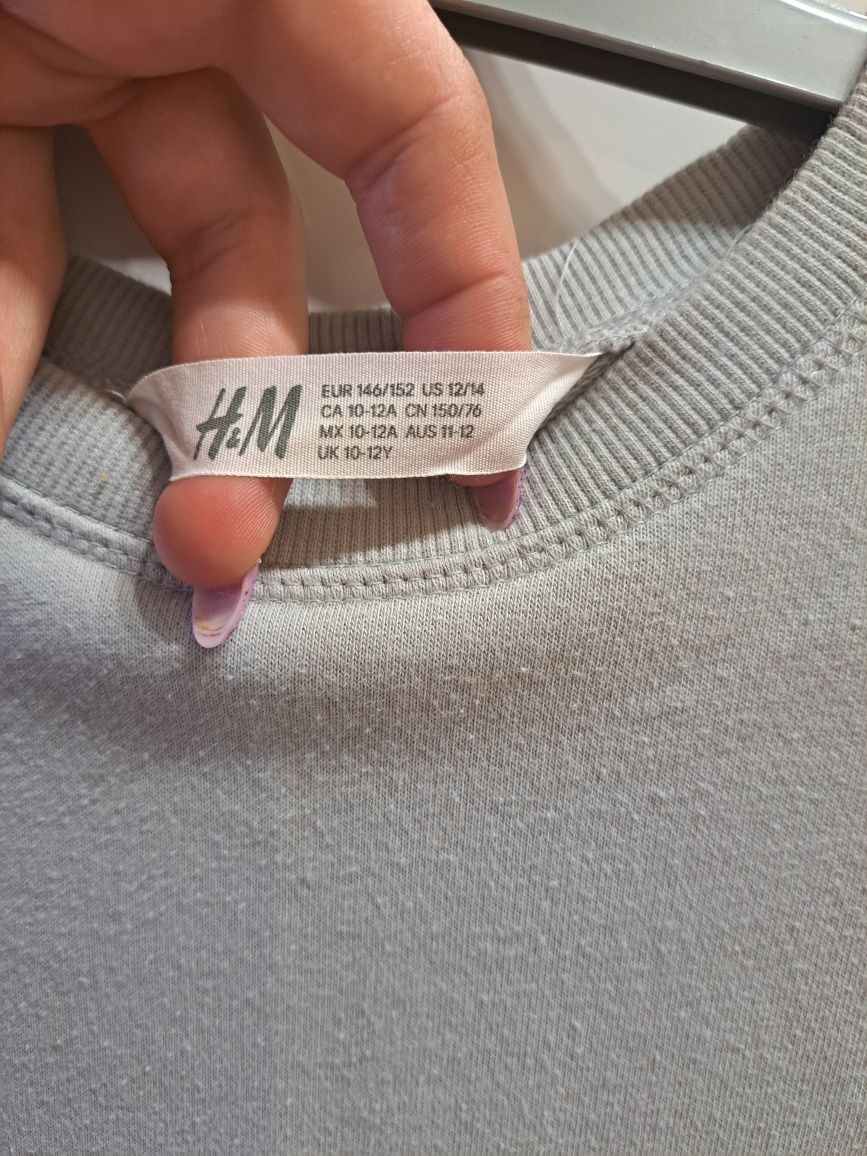 H&M
EUR 146/152 US 12/14
CA 10-12A CN 150/76
MX 10-12A AUS 11-12
UK 10-12Y